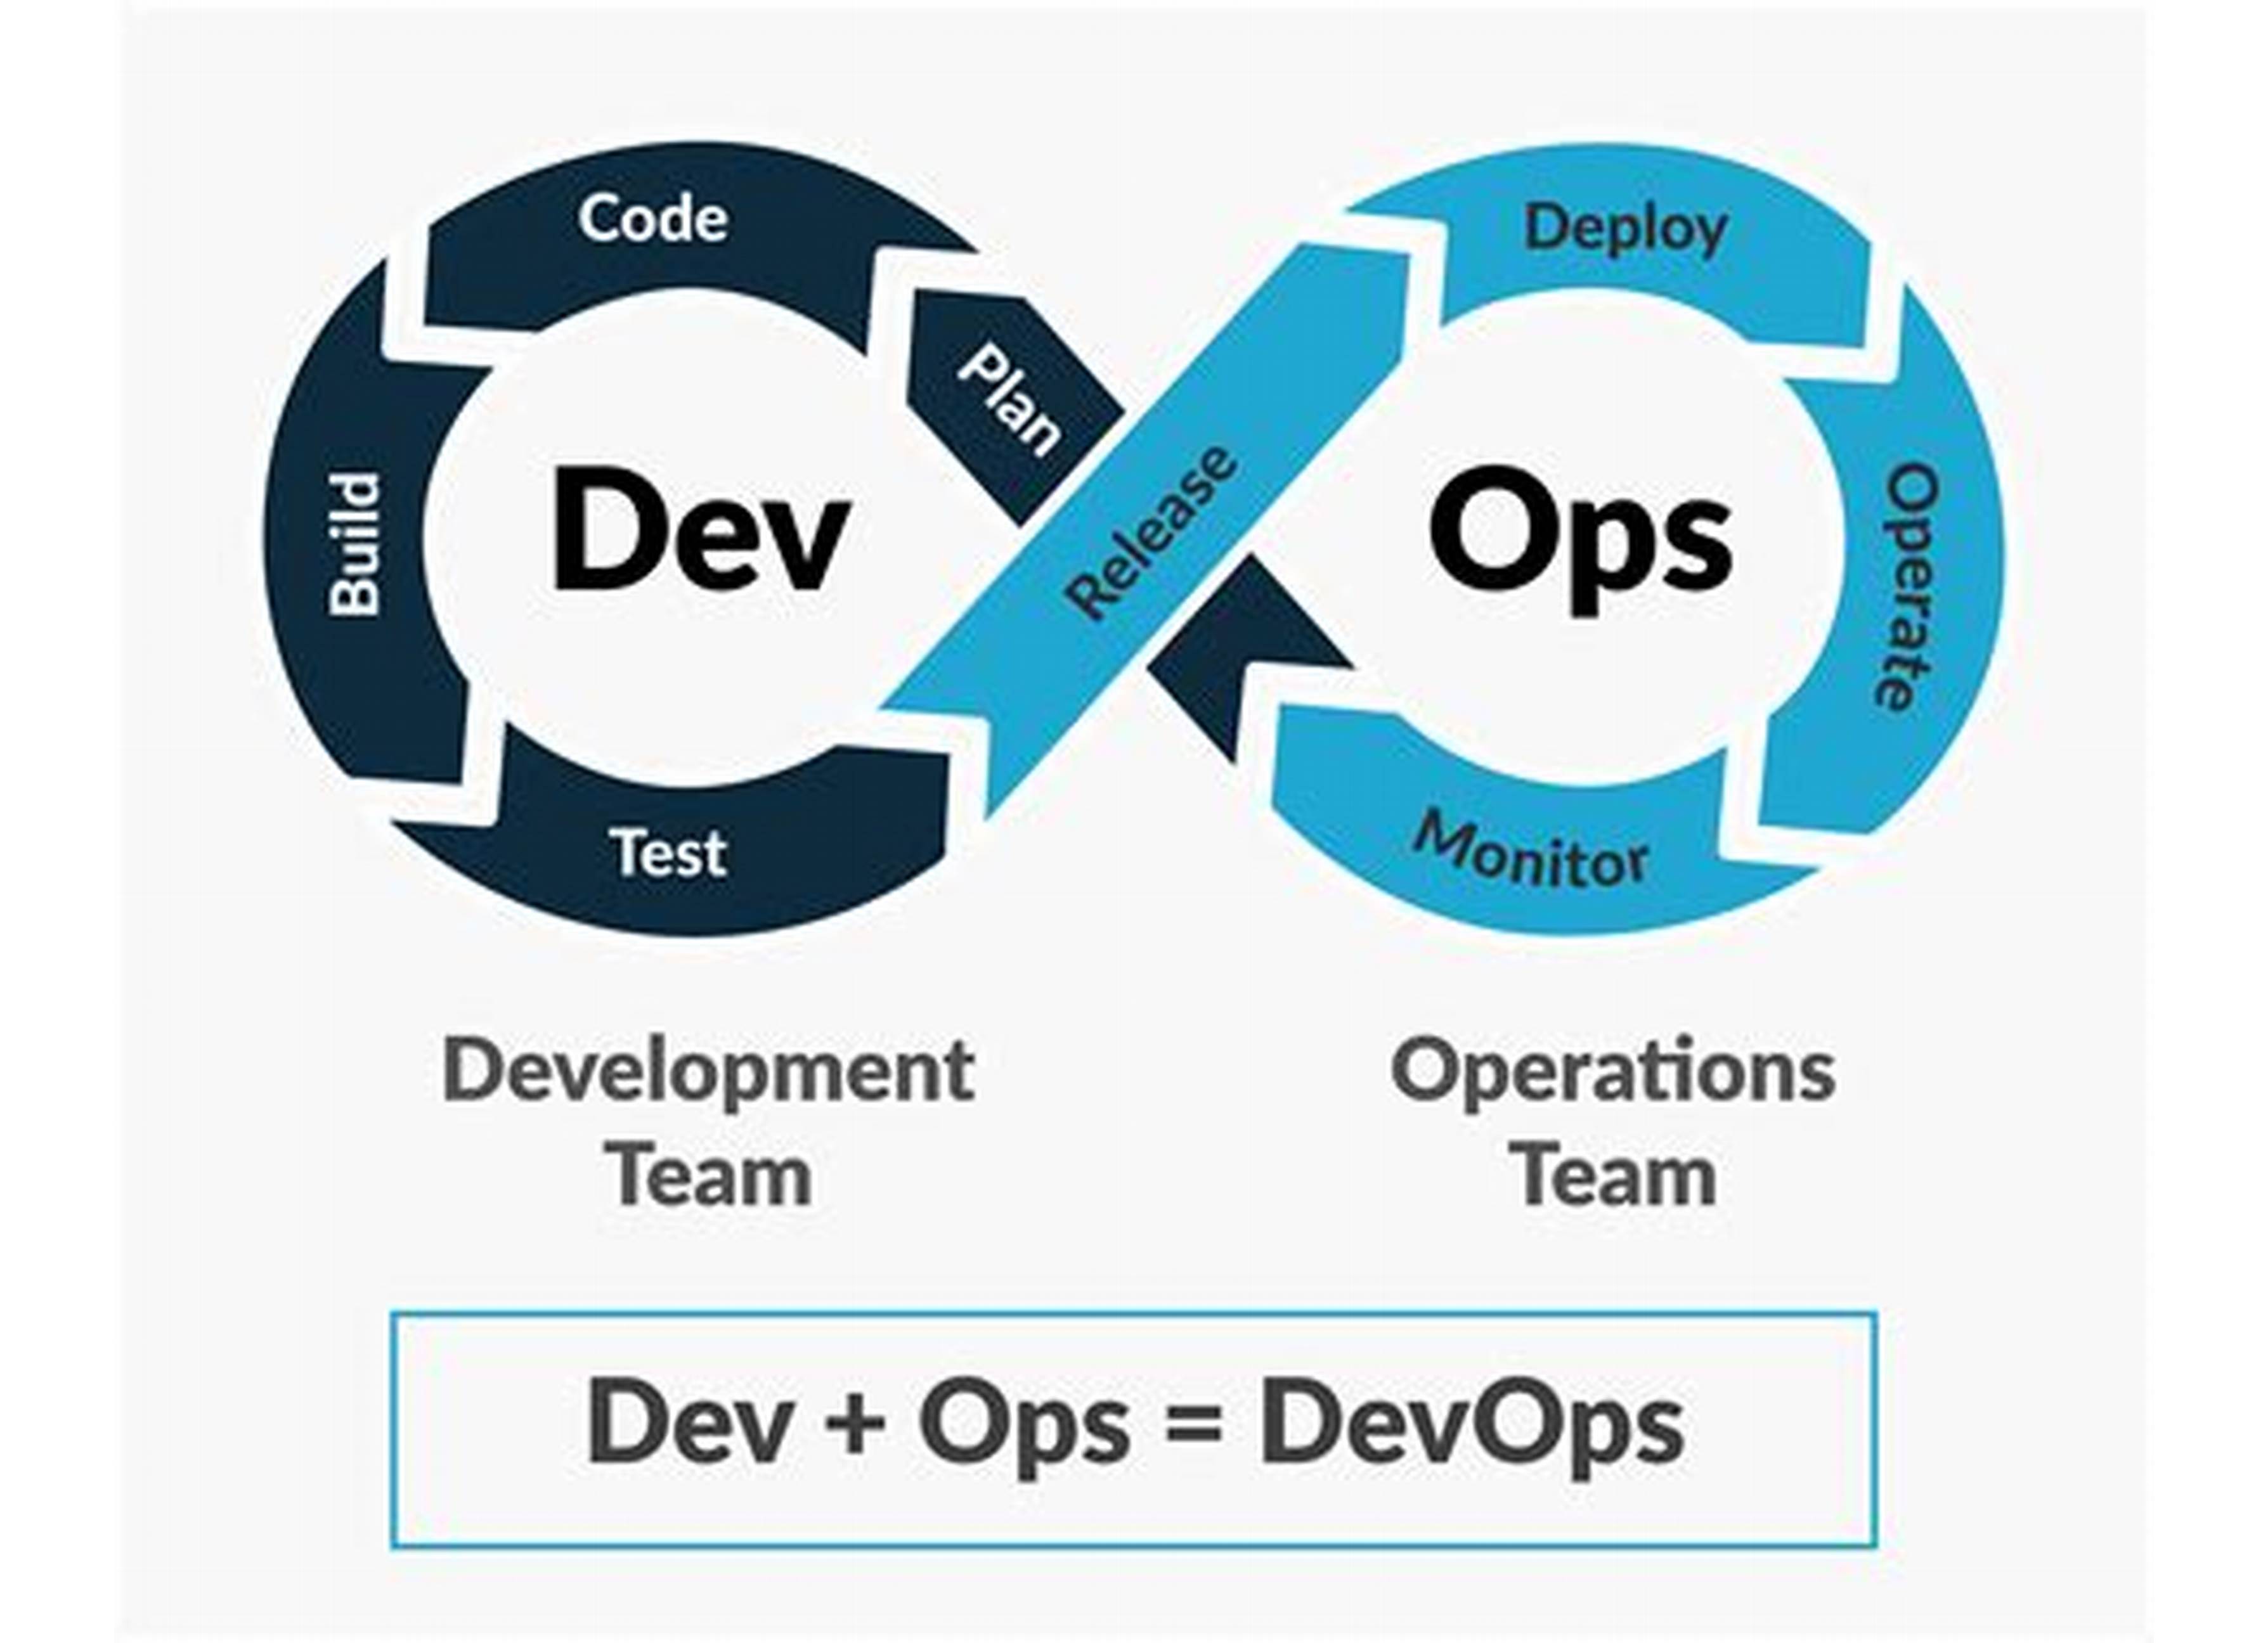 Code
Deploy
Plan
Build
Dev
Release
Ops
Operate
Test
Monitor
Development
Team
Operations
Team
Dev + Ops = DevOps